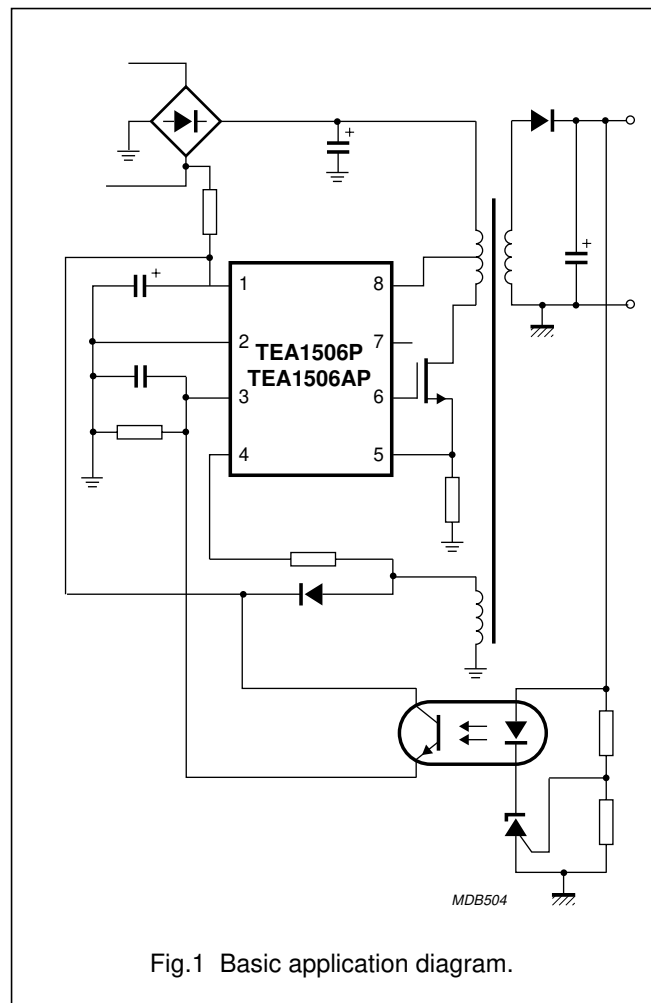 +
+
1
8
+
2
TEA1506P
7
TEA1506AP
3
6
4
5
MDB504
Fig.1 Basic application diagram.